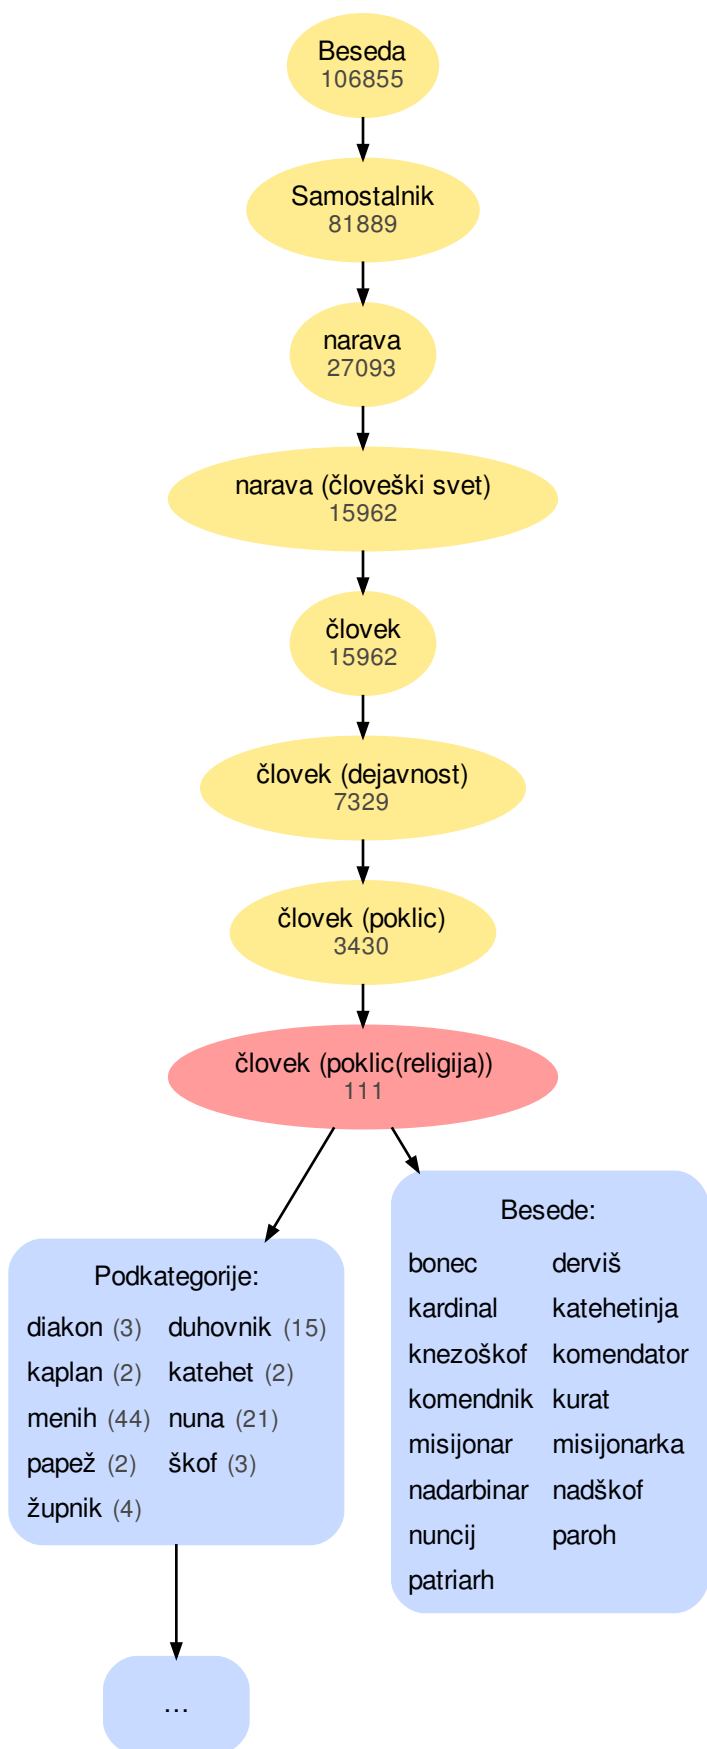 Beseda
106855
Samostalnik
81889
narava
27093
narava (človeški svet)
15962
človek
15962
človek (dejavnost)
7329
človek (poklic)
3430
človek (poklic(religija))
111
Podkategorije:
diakon (3) duhovnik (15)
kaplan (2) katehet (2)
menih (44) nuna (21)
papež (2) škof (3)
župnik (4)
...
Besede:
bonec derviš
kardinal katehetinja
knezoškof komendator
komendnik kurat
misijonar misijonarka
nadarbinar nadškof
nuncij paroh
patriarh